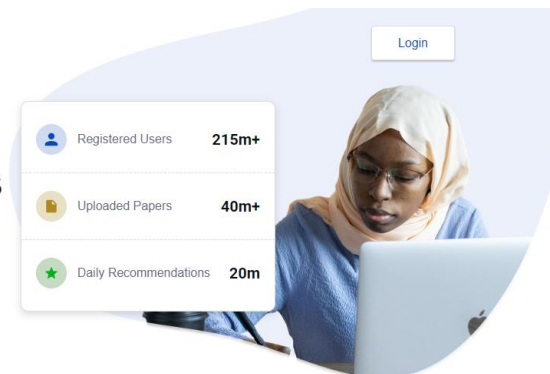 Login
Registered Users 215m+
Uploaded Papers 40m+
Daily Recommendations 20m